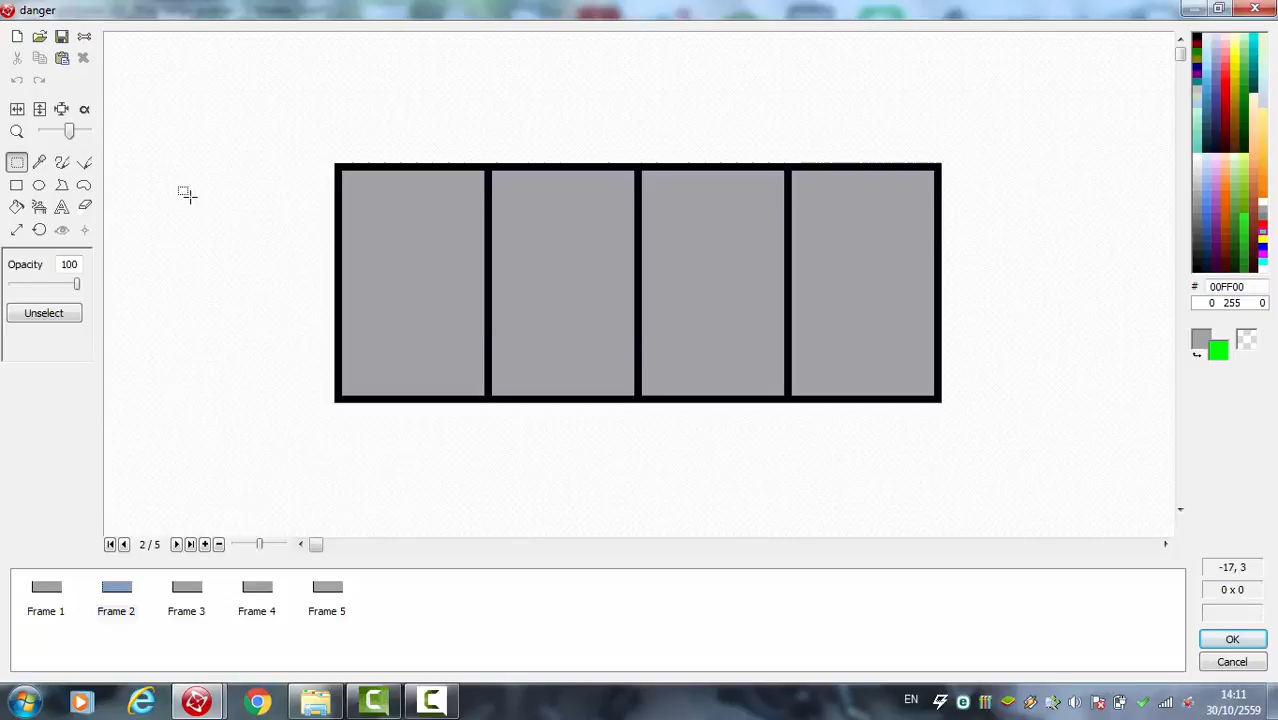 danger
Opacity 100
Unselect
# 00FF00
0 255 0
2 / 5
Frame 1 Frame 2 Frame 3 Frame 4 Frame 5
-17, 3
0 x 0
OK
Cancel
EN
14:11
30/10/2559